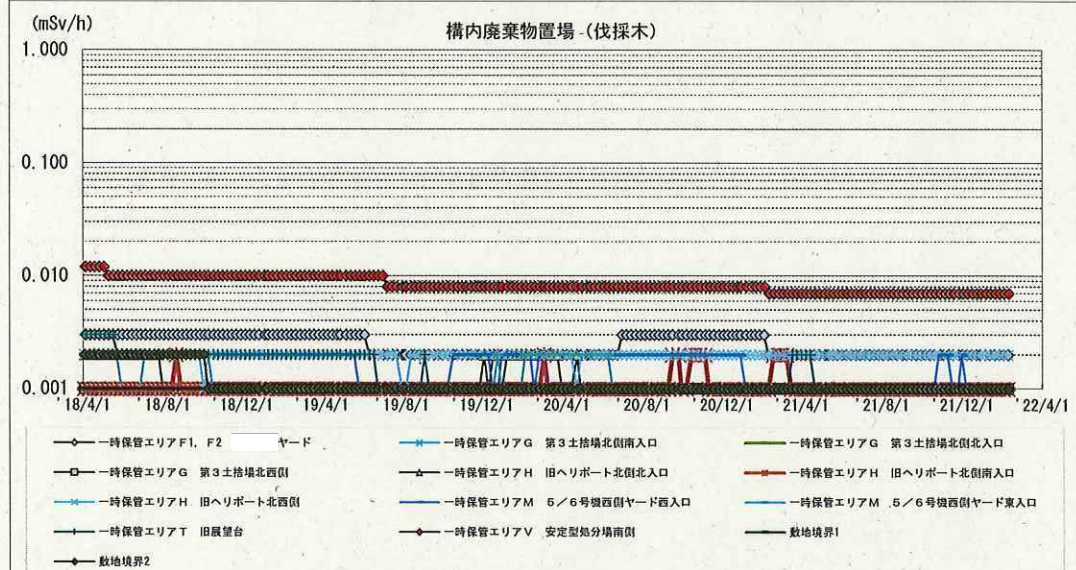 (mSv/h)
構内廃棄物置場-(伐採木)
1.000
0.100
0.010
0.001
'18/4/1 '18/8/1 '18/12/1 '19/4/1 '19/8/1 '19/12/1 '20/4/1 '20/8/1 '20/12/1 '21/4/1 '21/8/1 '21/12/1 '22/4/1
一時保管エリアF1, F2 ヤード 一時保管エリアG 第3土捨場北側南入口 一時保管エリアG 第3土捨場北側北入口
一時保管エリアG 第3土捨場北西側 一時保管エリアH 旧ヘリポート北側北入口 一時保管エリアH 旧ヘリポート北側南入口
一時保管エリアH 旧ヘリポート北西側 一時保管エリアM 5/6号機西側ヤード西入口 一時保管エリアM 5/6号機西側ヤード東入口
一時保管エリアT 旧展望台 一時保管エリアV 安定型処分場南側 敷地境界1
敷地境界2